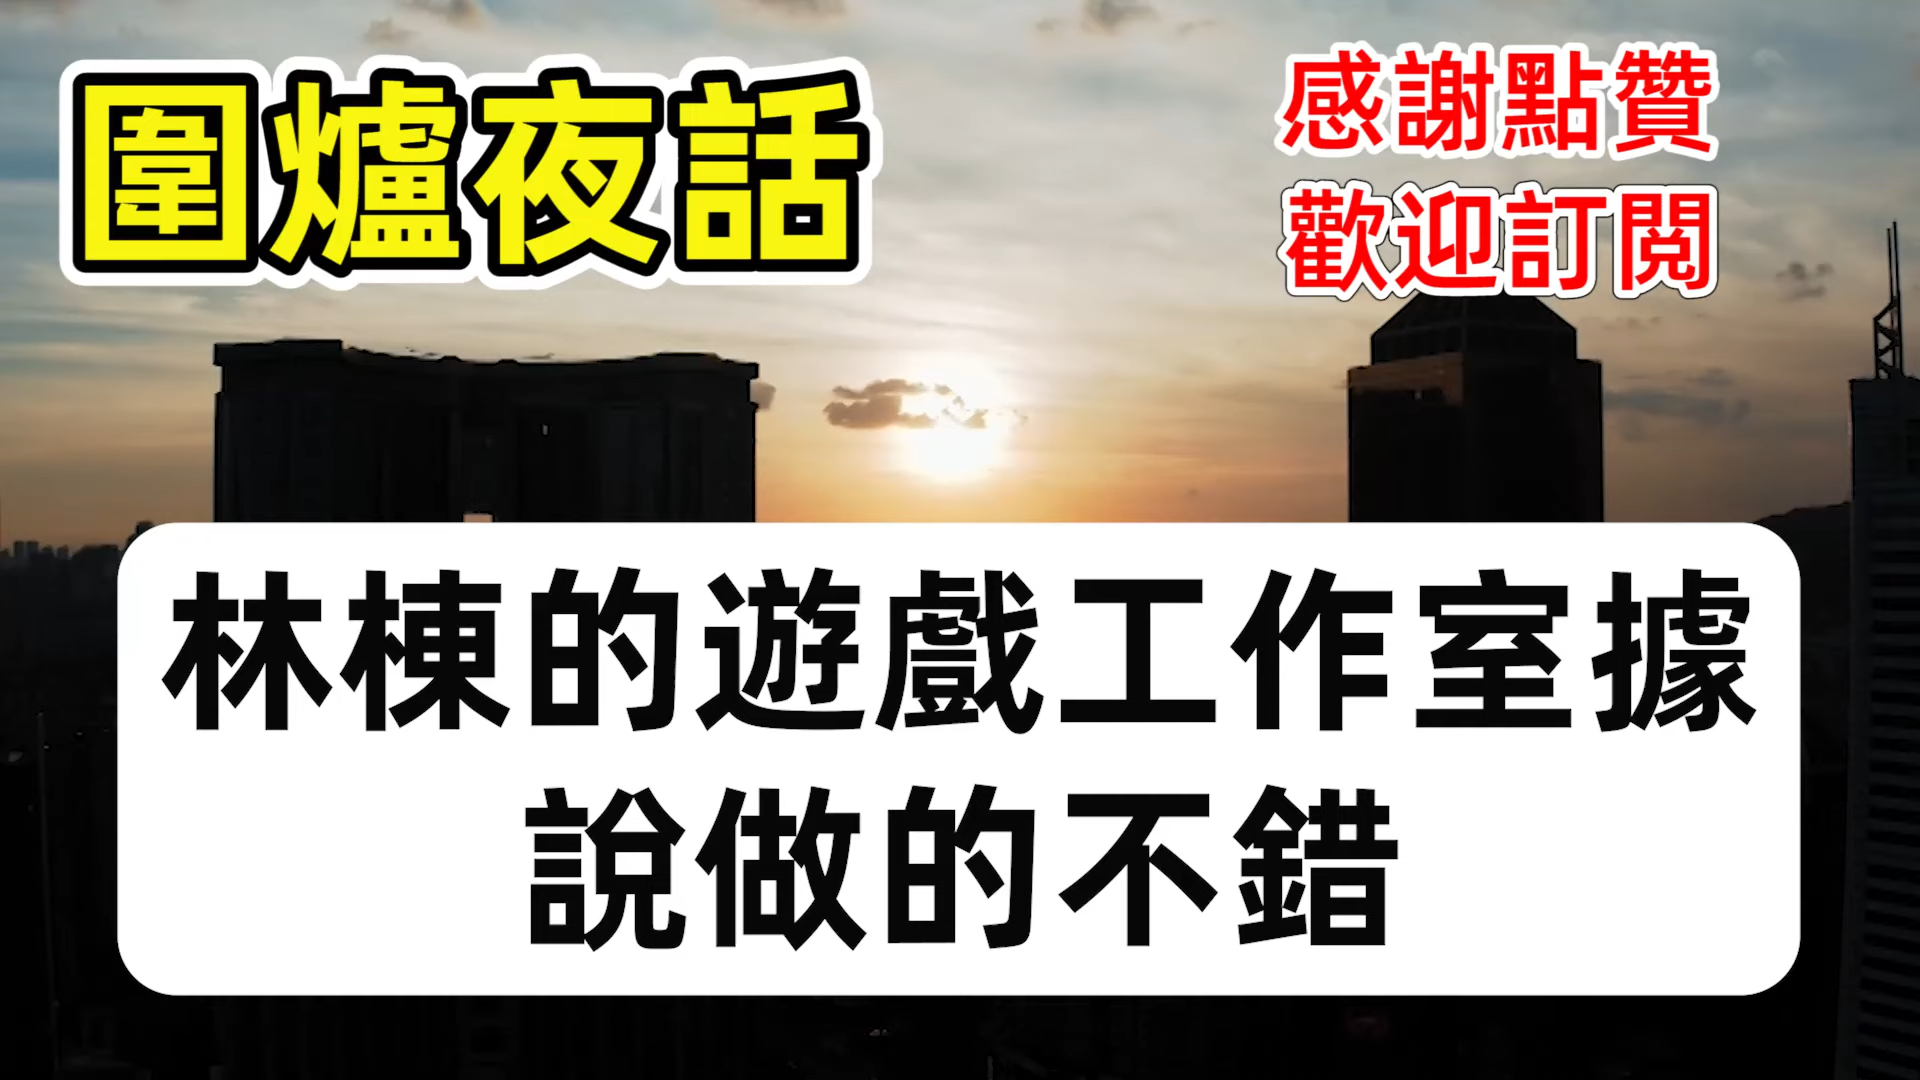 圍爐夜話
感謝點贊
歡迎訂閱
林棟的遊戲工作室據
說做的不錯